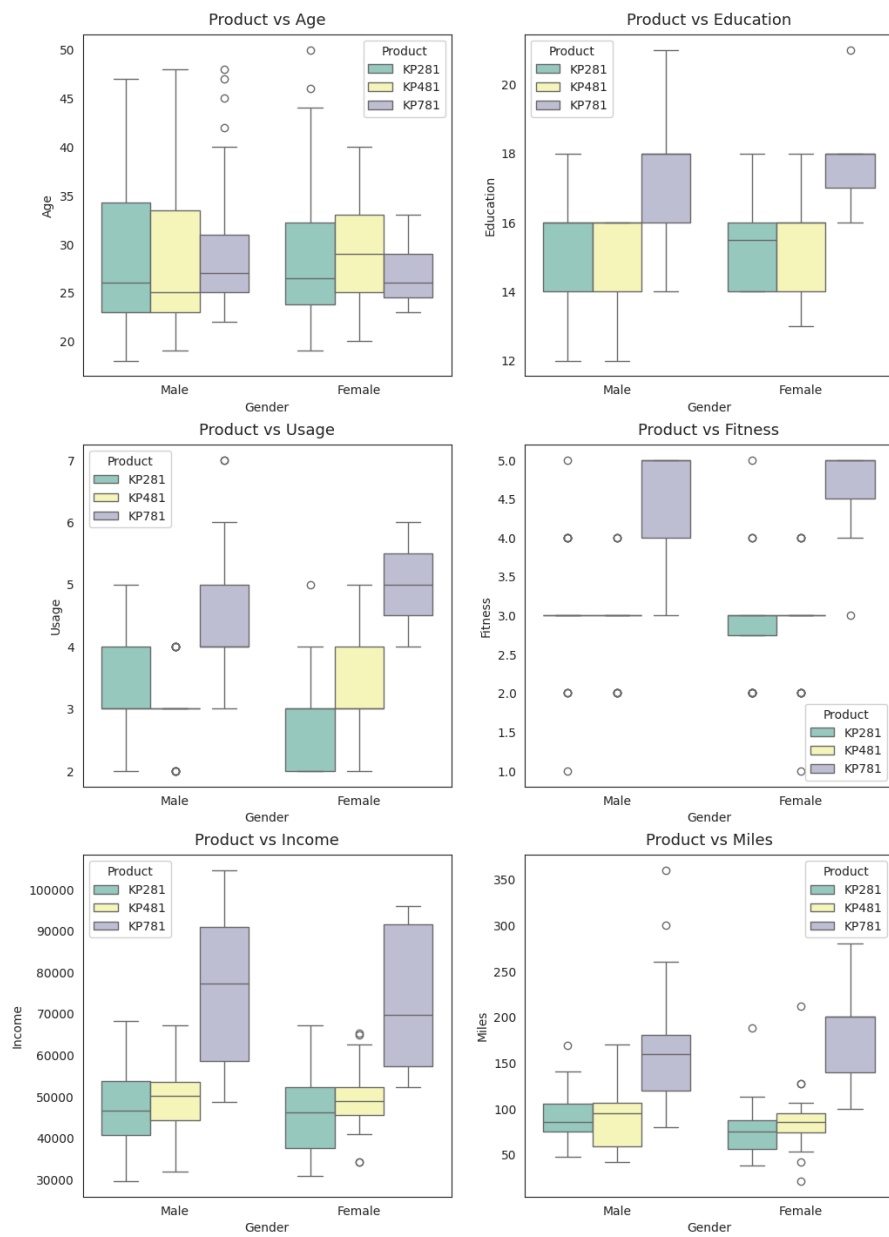 Product vs Age
50
45
40
35
30
25
20
Age
Product
KP281
KP481
KP781
Male
Female
Gender
Product vs Education
20
18
16
14
12
Education
Product
KP281
KP481
KP781
Male
Female
Gender
Product vs Usage
7
6
5
4
3
2
Usage
Product
KP281
KP481
KP781
Male
Female
Gender
Product vs Fitness
5.0
4.5
4.0
3.5
3.0
2.5
2.0
1.5
1.0
Fitness
Product
KP281
KP481
KP781
Male
Female
Gender
Product vs Income
100000
90000
80000
70000
60000
50000
40000
30000
Income
Product
KP281
KP481
KP781
Male
Female
Gender
Product vs Miles
350
300
250
200
150
100
50
Miles
Product
KP281
KP481
KP781
Male
Female
Gender